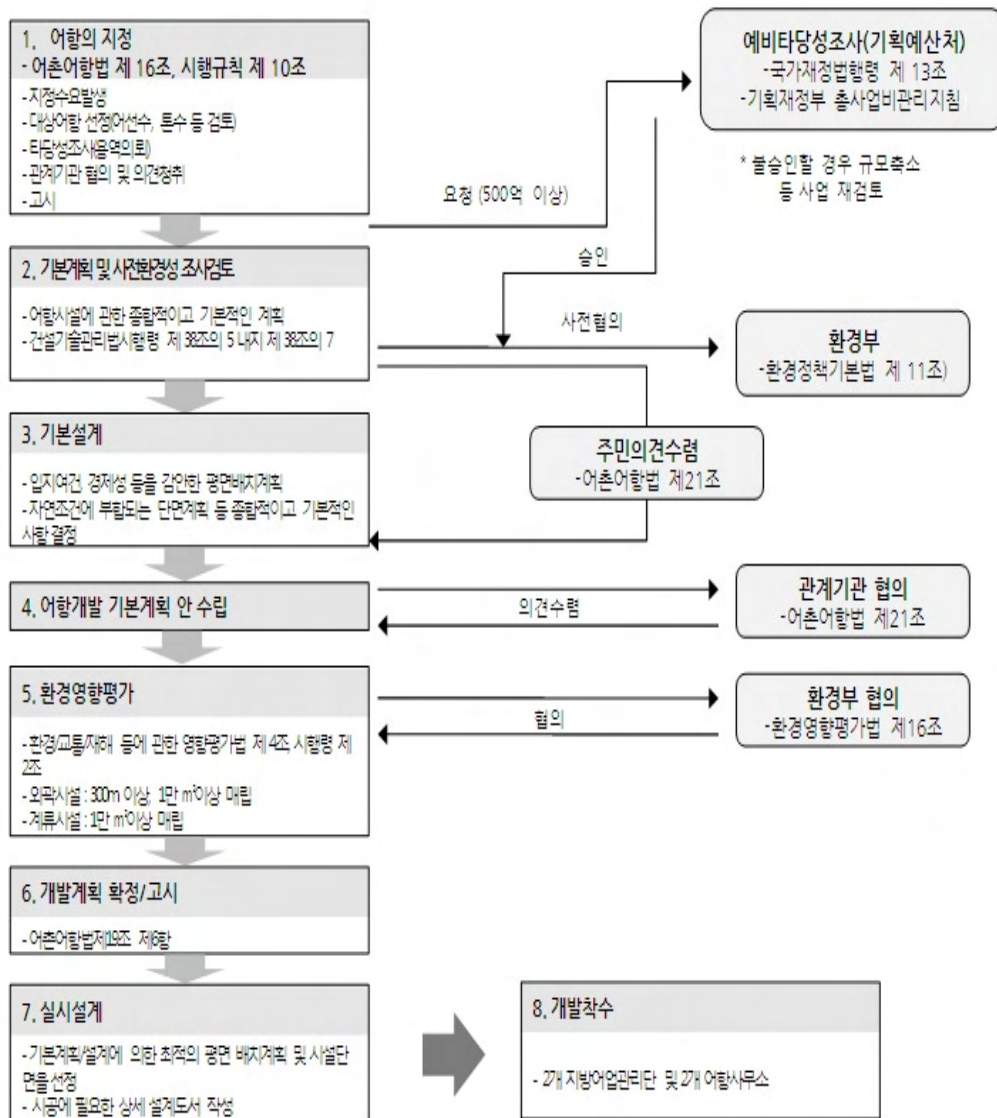 1. 어항의 지정
- 어촌어항법 제 16조, 시행규칙 제 10조
- 지정수요발생
- 대상어항 선정(어선수, 톤수 등 검토)
- 타당성조사(용역의뢰)
- 관계기관 협의 및 의견청취
- 고시
예비타당성조사(기획예산처)
-국가재정법행령 제 13조
-기획재정부 총사업비관리지침
* 불승인할 경우 규모축소
등 사업 재검토
요청 (500억 이상)
승인
2. 기본계획 및 사전환경성 조사검토
- 어항시설에 관한 종합적이고 기본적인 계획
- 건설기술관리법시행령 제 38조의 5 내지 제 38조의 7
사전협의
환경부
-환경정책기본법 제 11조)
3. 기본설계
- 입지여건, 경제성 등을 감안한 평면배치계획
- 자연조건에 부합되는 단면계획 등 종합적이고 기본적인
사항 결정
주민의견수렴
-어촌어항법 제21조
4. 어항개발 기본계획 안 수립
의견수렴
관계기관 협의
-어촌어항법 제21조
5. 환경영향평가
- 환경/교통/재해 등에 관한 영향평가법 제 4조, 시행령 제
2조
- 외곽시설 : 300m 이상, 1만 ㎡이상 매립
- 계류시설 : 1만 ㎡이상 매립
협의
환경부 협의
-환경영향평가법 제16조
6. 개발계획 확정/고시
- 어촌어항법제19조 제6항
7. 실시설계
- 기본계획/설계에 의한 최적의 평면 배치계획 및 시설단
면을 선정
- 시공에 필요한 상세 설계도서 작성
8. 개발착수
- 2개 지방어업관리단 및 2개 어항사무소